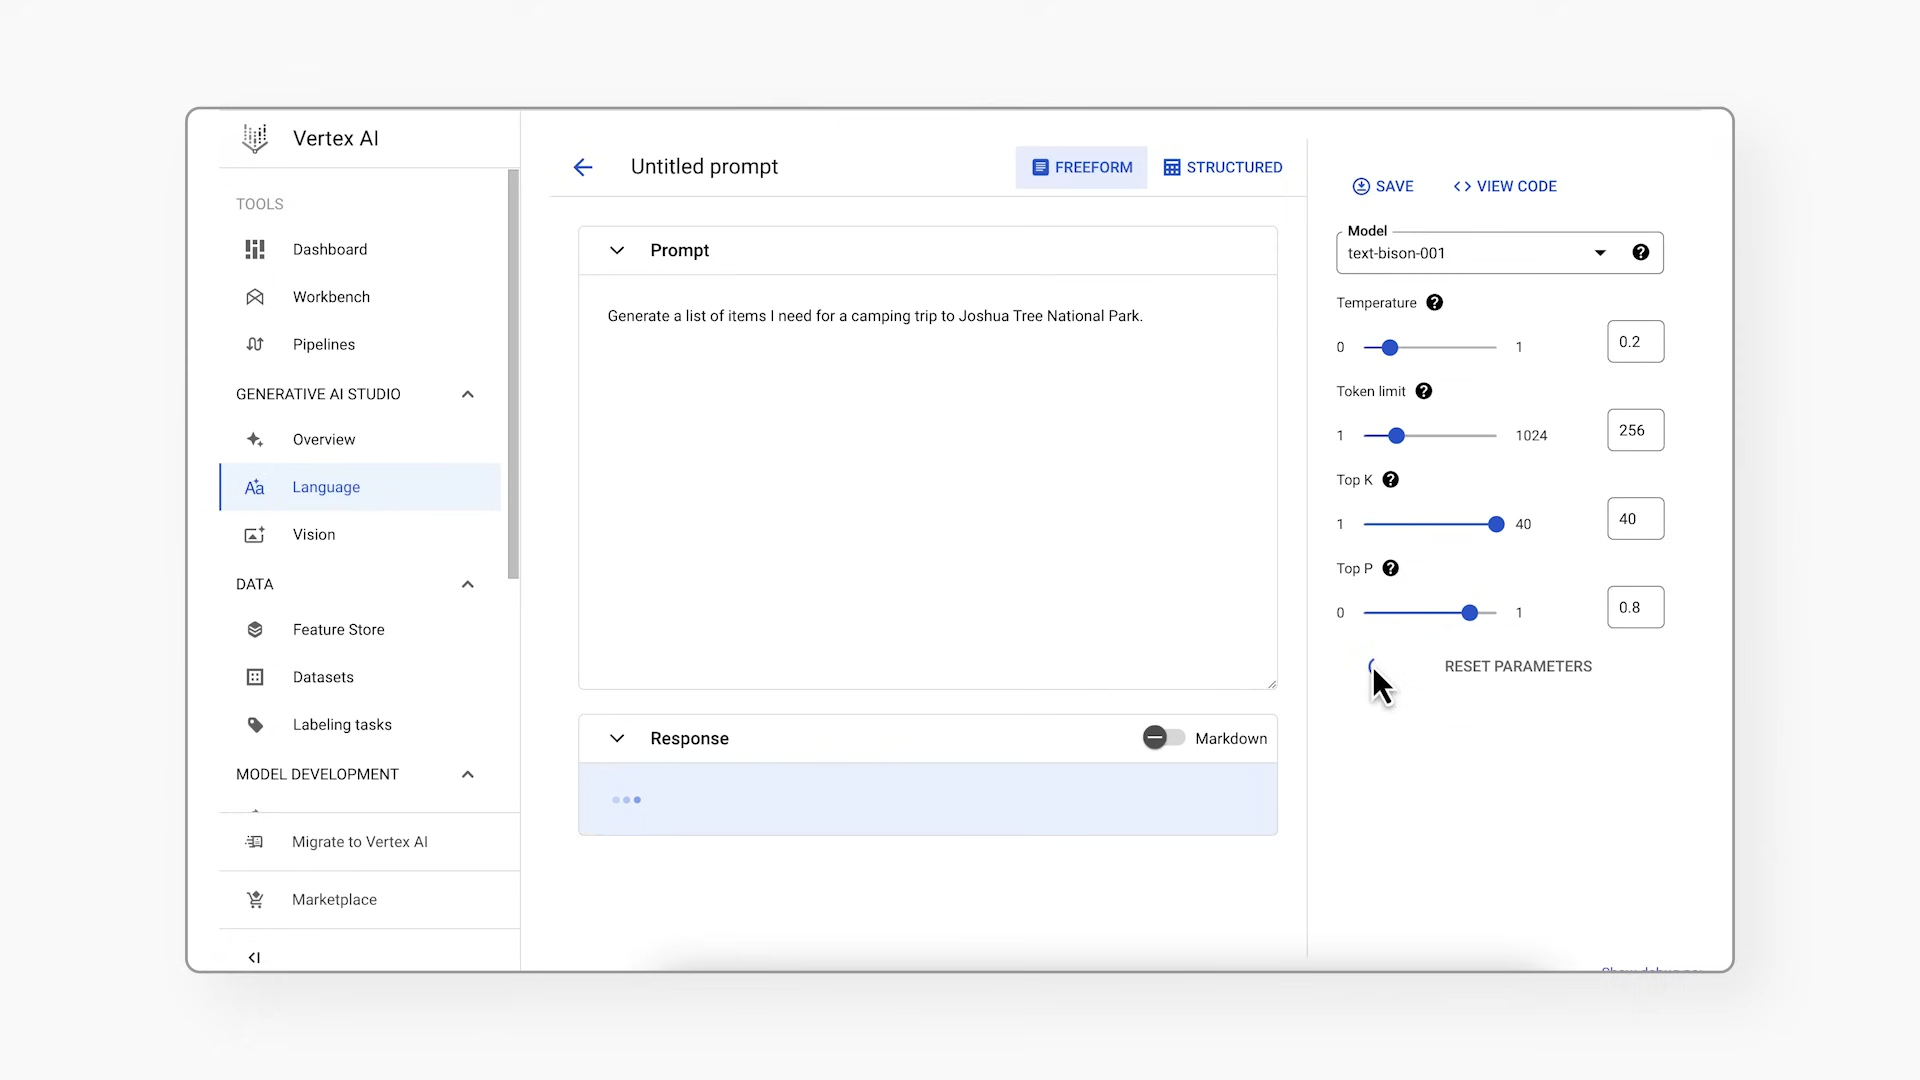 Vertex AI
TOOLS
Dashboard
Workbench
Pipelines
GENERATIVE AI STUDIO
Overview
Language
Vision
DATA
Feature Store
Datasets
Labeling tasks
MODEL DEVELOPMENT
Migrate to Vertex AI
Marketplace
Untitled prompt
FREEFORM
STRUCTURED
Prompt
Generate a list of items I need for a camping trip to Joshua Tree National Park.
Response
Markdown
SAVE
<> VIEW CODE
Model
text-bison-001
Temperature
0 1 0.2
Token limit
1 1024 256
Top K
1 40 40
Top P
0 1 0.8
RESET PARAMETERS